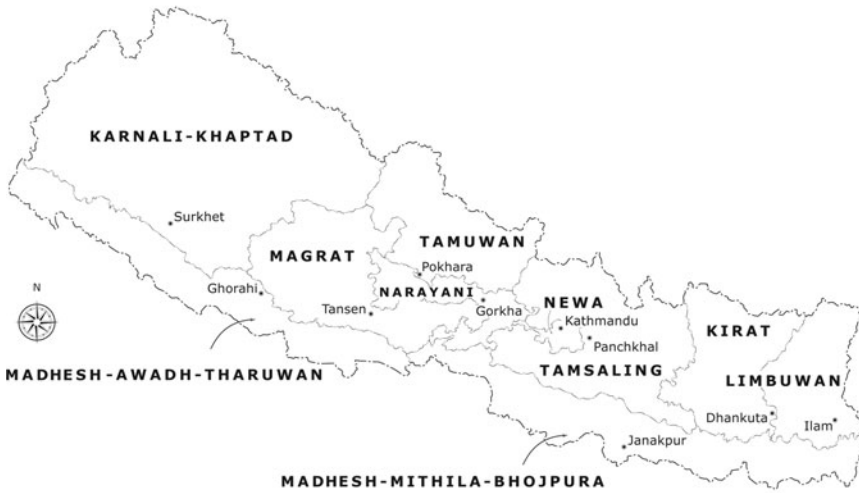 KARNALI-KHAPTAD
Surkhet
MAGRAT
TAMUWAN
Pokhara
Ghorahi
NARAYANI
NEWA
N
Tansen
Gorkha
Kathmandu
KIRAT
Panchkhal
TAMSALING
MADHESH-AWADH-THARUWAN
LIMBUWAN
Dhankuta
Ilam
Janakpur
MADHESH-MITHILA-BHOJPURA